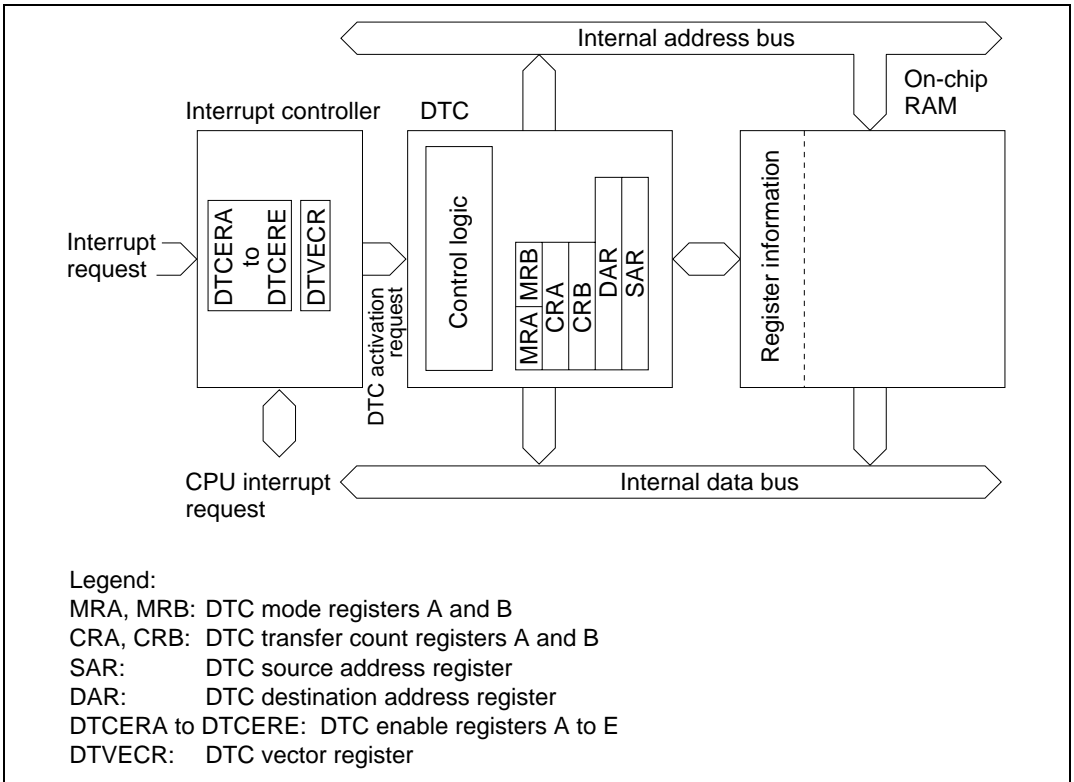 Internal address bus
On-chip
RAM
Interrupt controller
DTC
Interrupt
request
DTCERA
to
DTCERE
DTVECR
DTC activation
request
Control logic
MRA
MRB
CRA
CRB
DAR
SAR
Register information
CPU interrupt
request
Internal data bus
Legend:
MRA, MRB: DTC mode registers A and B
CRA, CRB: DTC transfer count registers A and B
SAR: DTC source address register
DAR: DTC destination address register
DTCERA to DTCERE: DTC enable registers A to E
DTVECR: DTC vector register